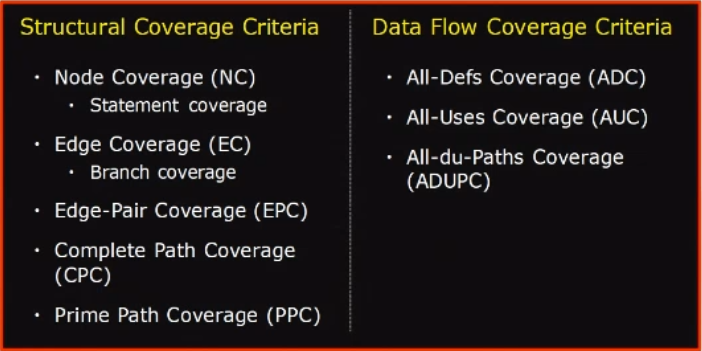 Structural Coverage Criteria
• Node Coverage (NC)
• Statement coverage
• Edge Coverage (EC)
• Branch coverage
• Edge-Pair Coverage (EPC)
• Complete Path Coverage
(CPC)
• Prime Path Coverage (PPC)
Data Flow Coverage Criteria
• All-Defs Coverage (ADC)
• All-Uses Coverage (AUC)
• All-du-Paths Coverage
(ADUPC)